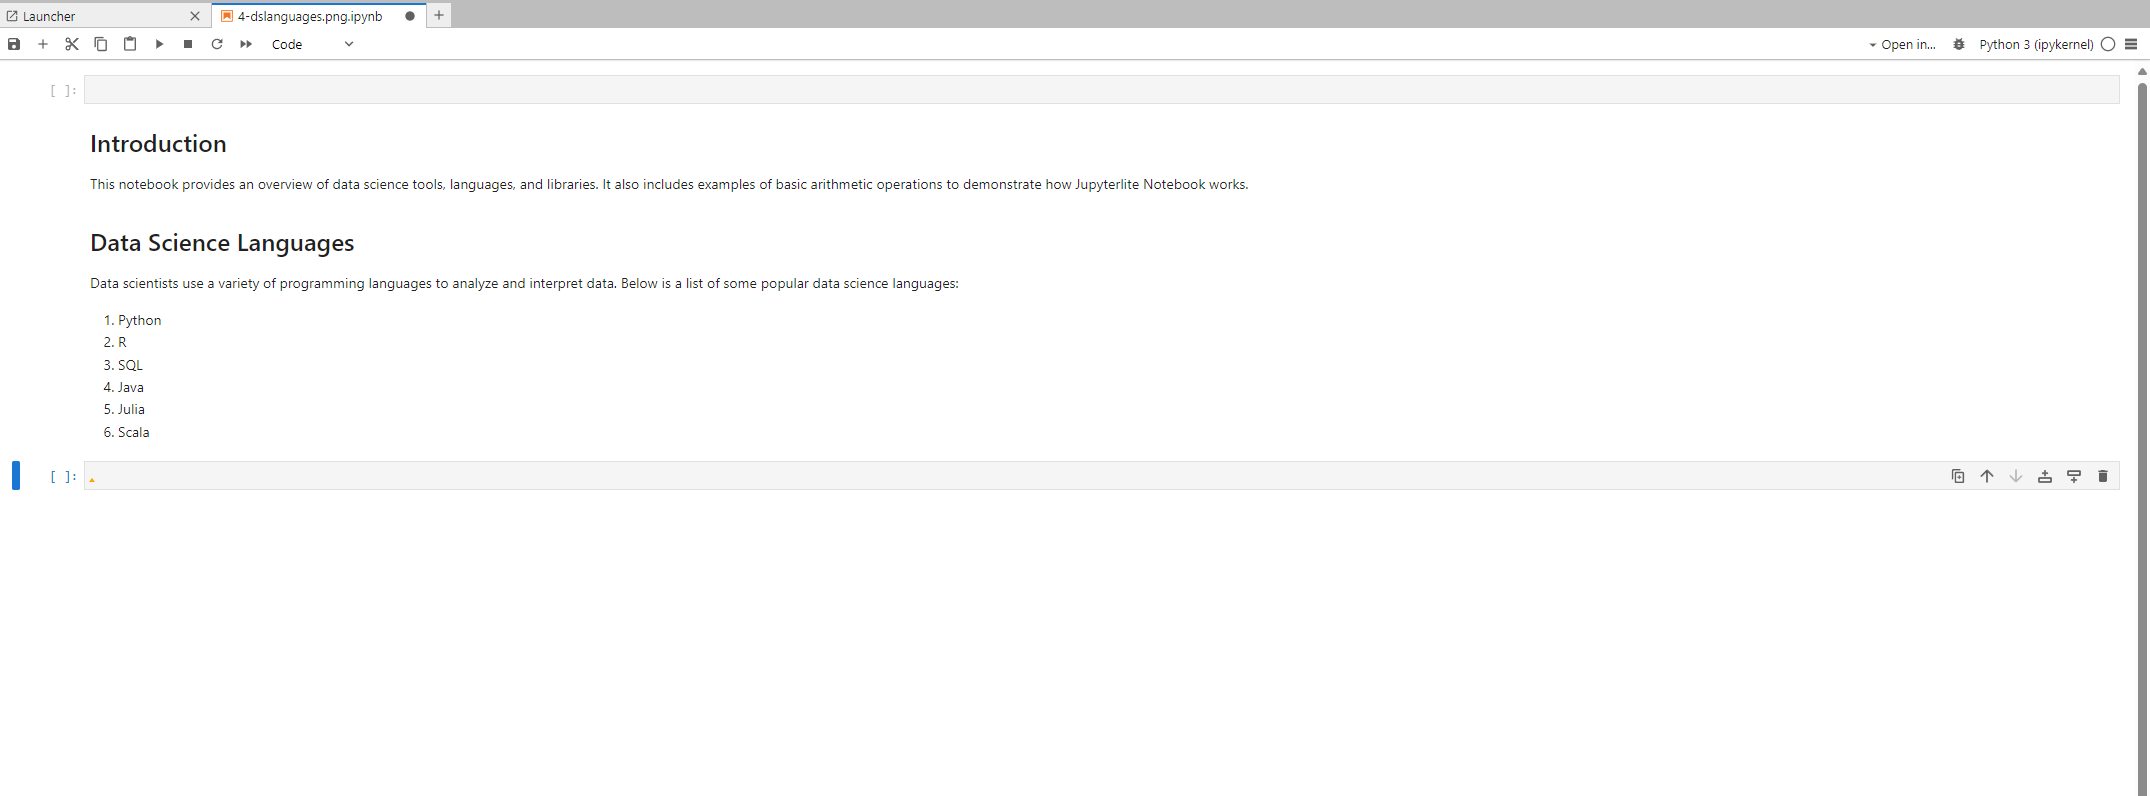 Launcher
4-dslanguages.png.ipynb
Code
Open in...
Python 3 (ipykernel)
[ ]:
Introduction
This notebook provides an overview of data science tools, languages, and libraries. It also includes examples of basic arithmetic operations to demonstrate how Jupyterlite Notebook works.
Data Science Languages
Data scientists use a variety of programming languages to analyze and interpret data. Below is a list of some popular data science languages:
1. Python
2. R
3. SQL
4. Java
5. Julia
6. Scala
[ ]: